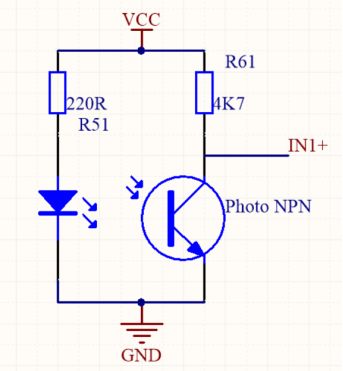 VCC
R61
220R
4K7
R51
IN1+
Photo NPN
GND